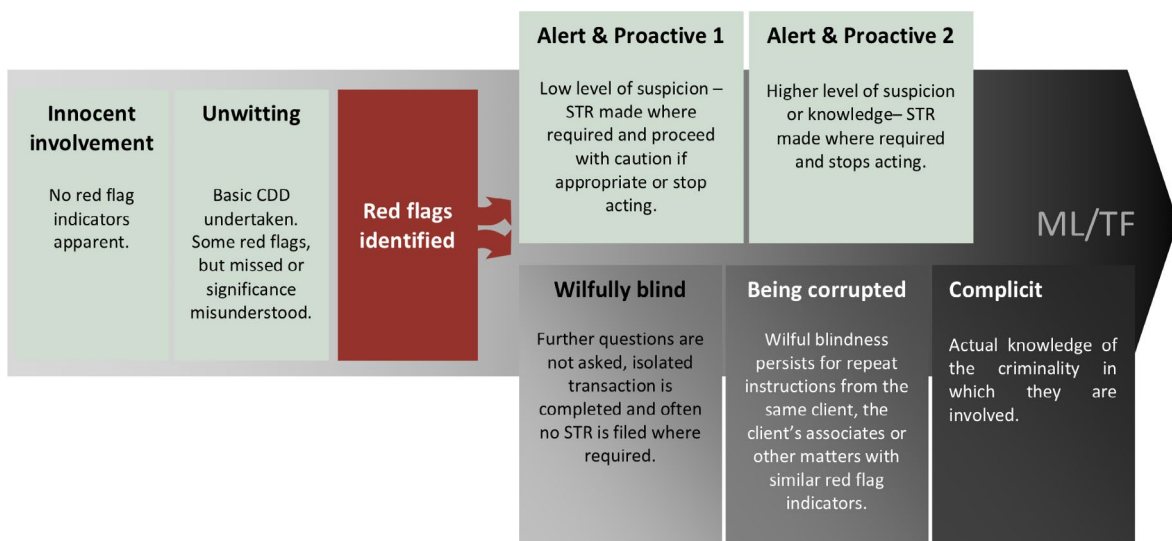 Innocent
involvement
No red flag
indicators
apparent.
Unwitting
Basic CDD
undertaken.
Some red flags,
but missed or
significance
misunderstood.
Red flags
identified
Alert & Proactive 1
Low level of suspicion –
STR made where
required and proceed
with caution if
appropriate or stop
acting.
Alert & Proactive 2
Higher level of suspicion
or knowledge– STR
made where required
and stops acting.
ML/TF
Wilfully blind
Further questions are
not asked, isolated
transaction is
completed and often
no STR is filed where
required.
Being corrupted
Wilful blindness
persists for repeat
instructions from the
same client, the
client’s associates or
other matters with
similar red flag
indicators.
Complicit
Actual knowledge of
the criminality in
which they are
involved.